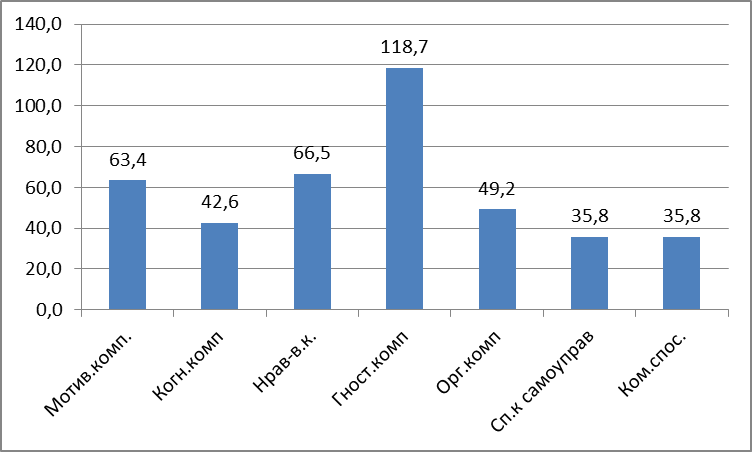 140,0
120,0
100,0
80,0
60,0
40,0
20,0
0,0
63,4
42,6
66,5
118,7
49,2
35,8
35,8
Мотив.комп.
Когн.комп
Нрав-в.к.
Гност.комп
Орг.комп
Сп.к самоуправ
Ком.спос.